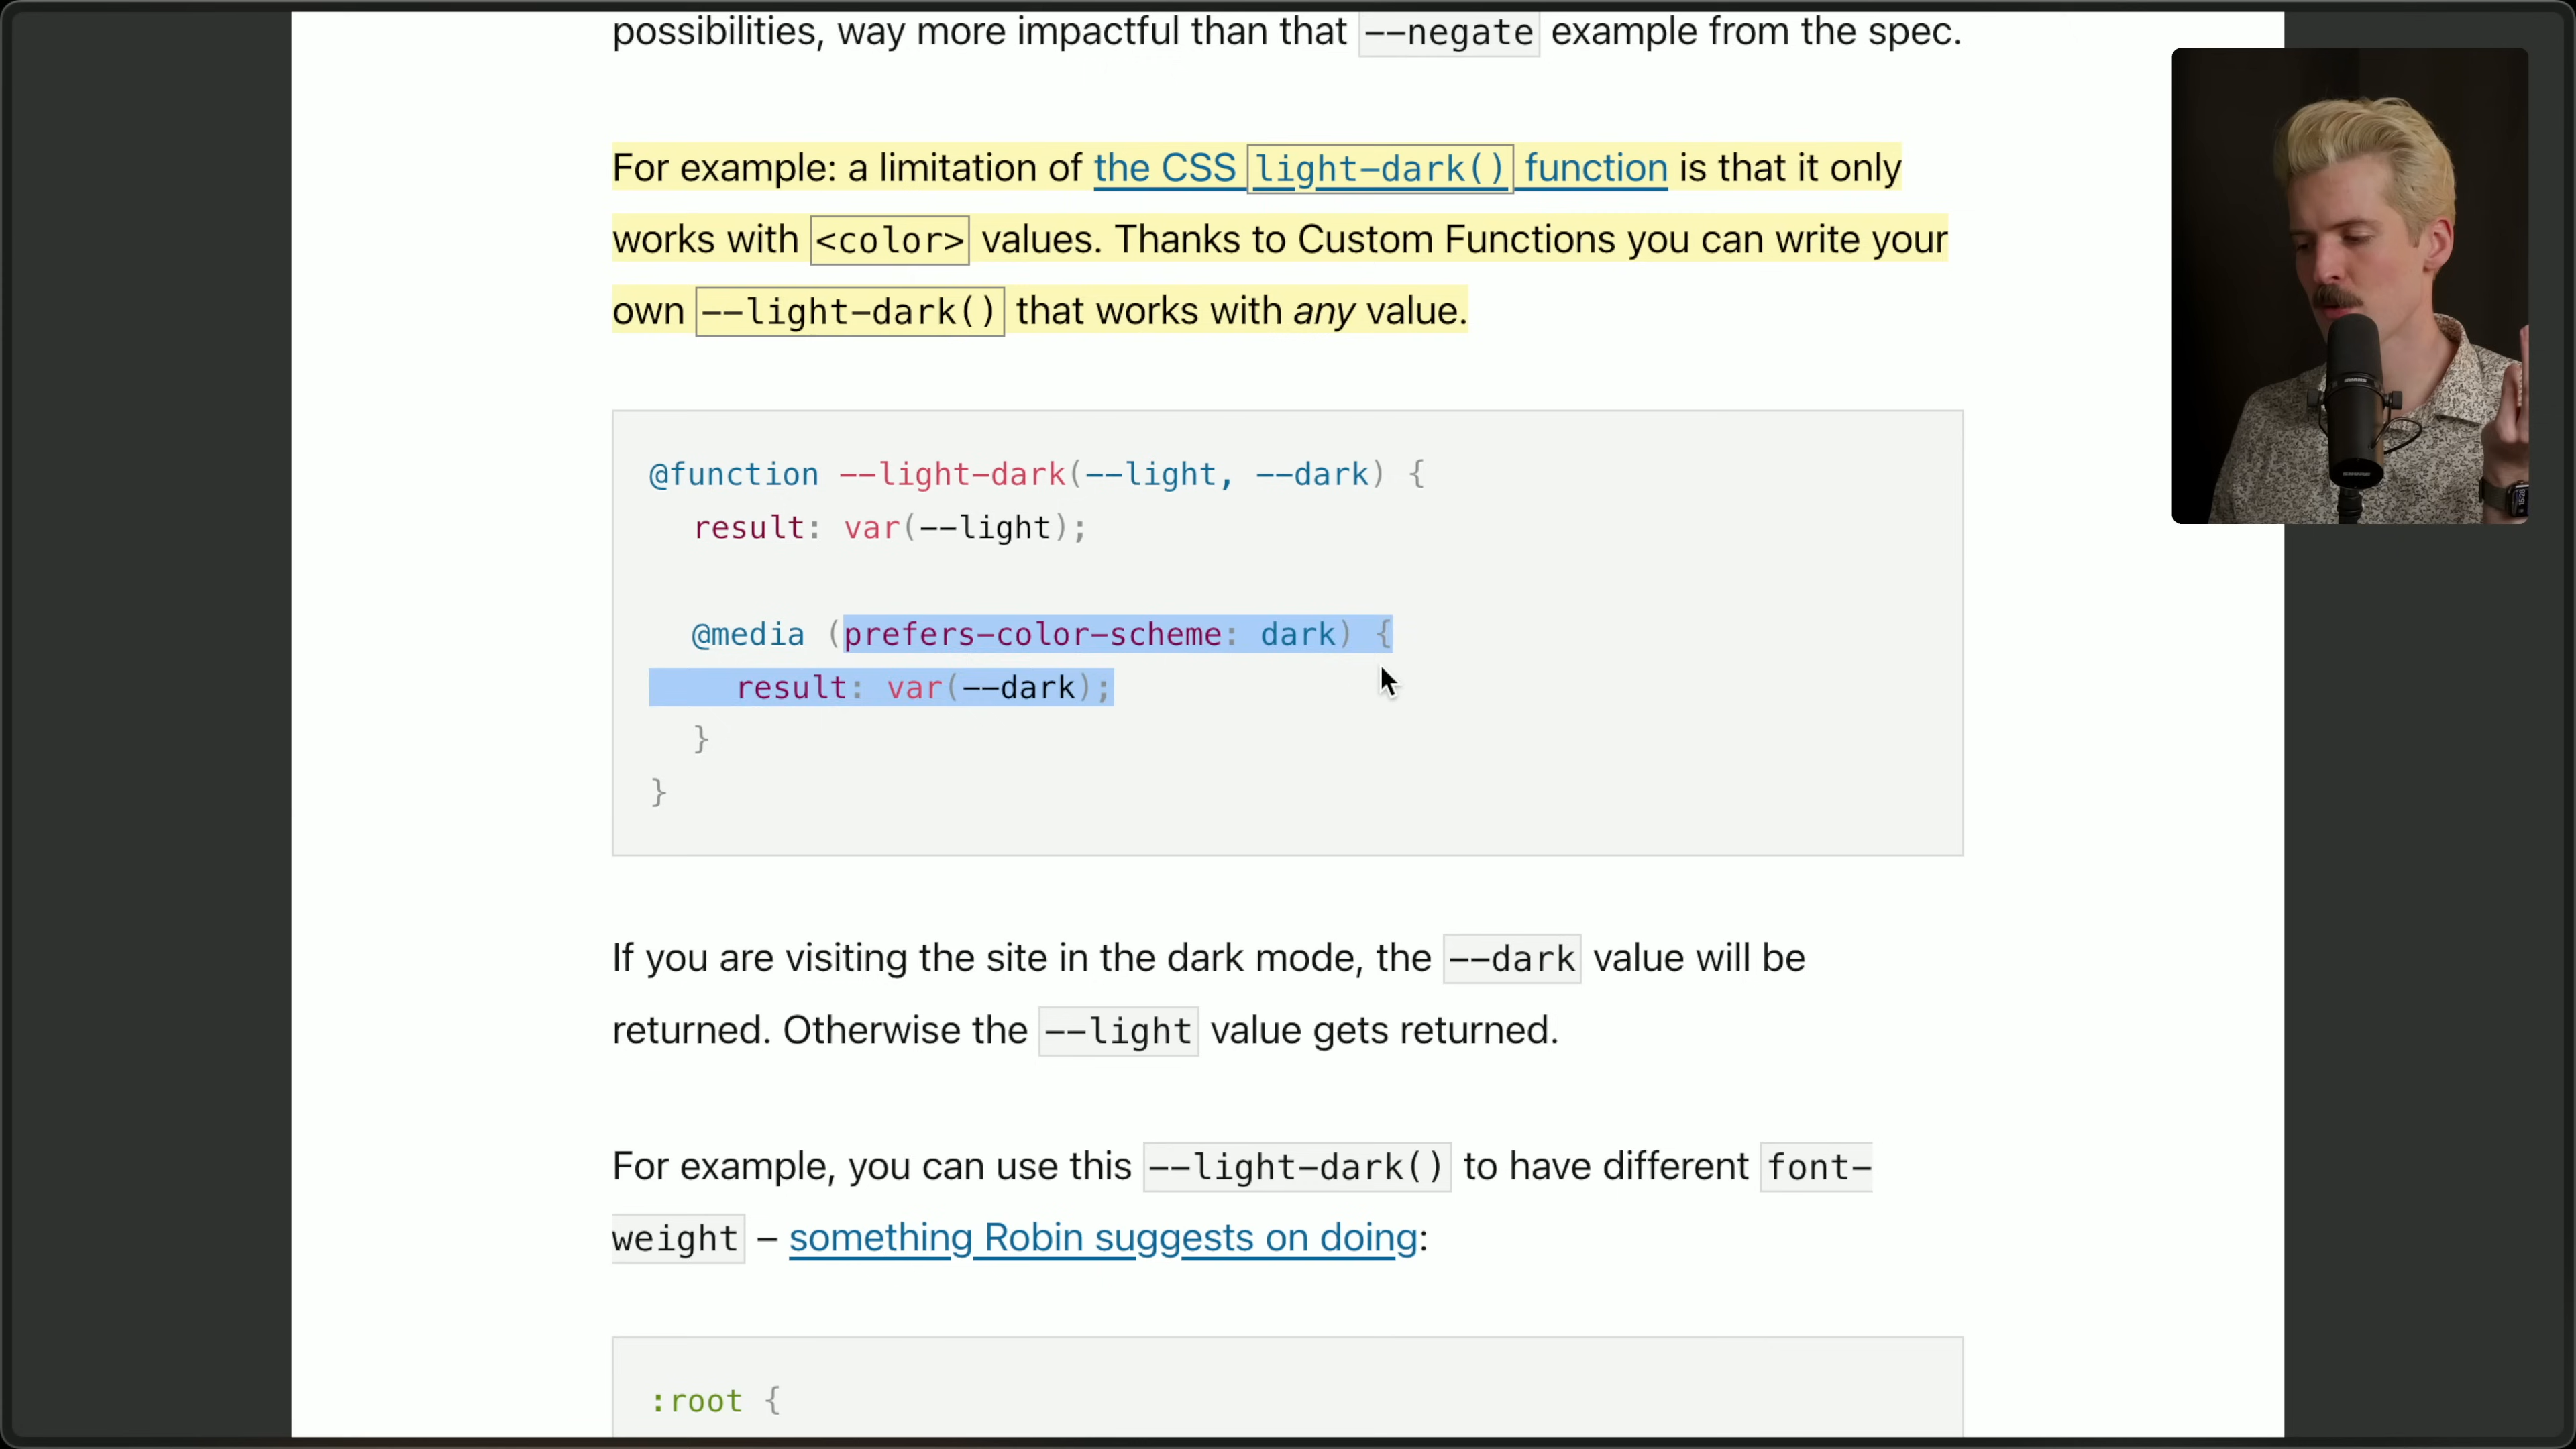 possibilities, way more impactful than that --negate example from the spec.
For example: a limitation of the CSS light-dark() function is that it only
works with <color> values. Thanks to Custom Functions you can write your
own --light-dark() that works with any value.
@function --light-dark(--light, --dark) {
  result: var(--light);
  @media (prefers-color-scheme: dark) {
    result: var(--dark);
  }
}
If you are visiting the site in the dark mode, the --dark value will be
returned. Otherwise the --light value gets returned.
For example, you can use this --light-dark() to have different font-
weight – something Robin suggests on doing:
:root {